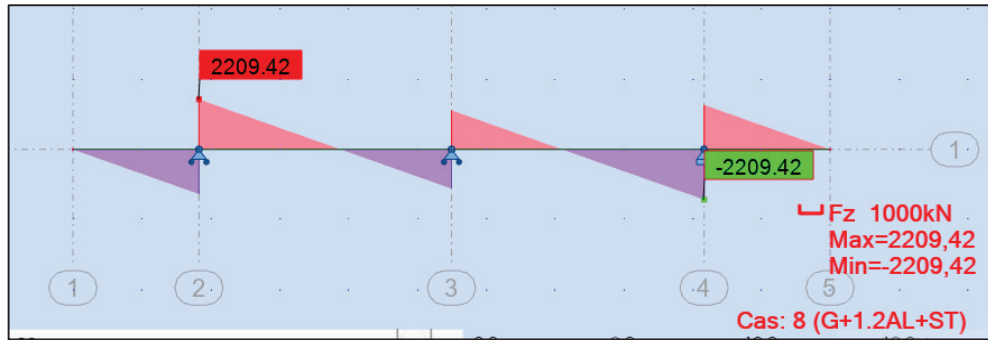 2209.42
-2209.42
1
Fz 1000kN
Max=2209,42
Min=-2209,42
1 2 3 4 5
Cas: 8 (G+1.2AL+ST)